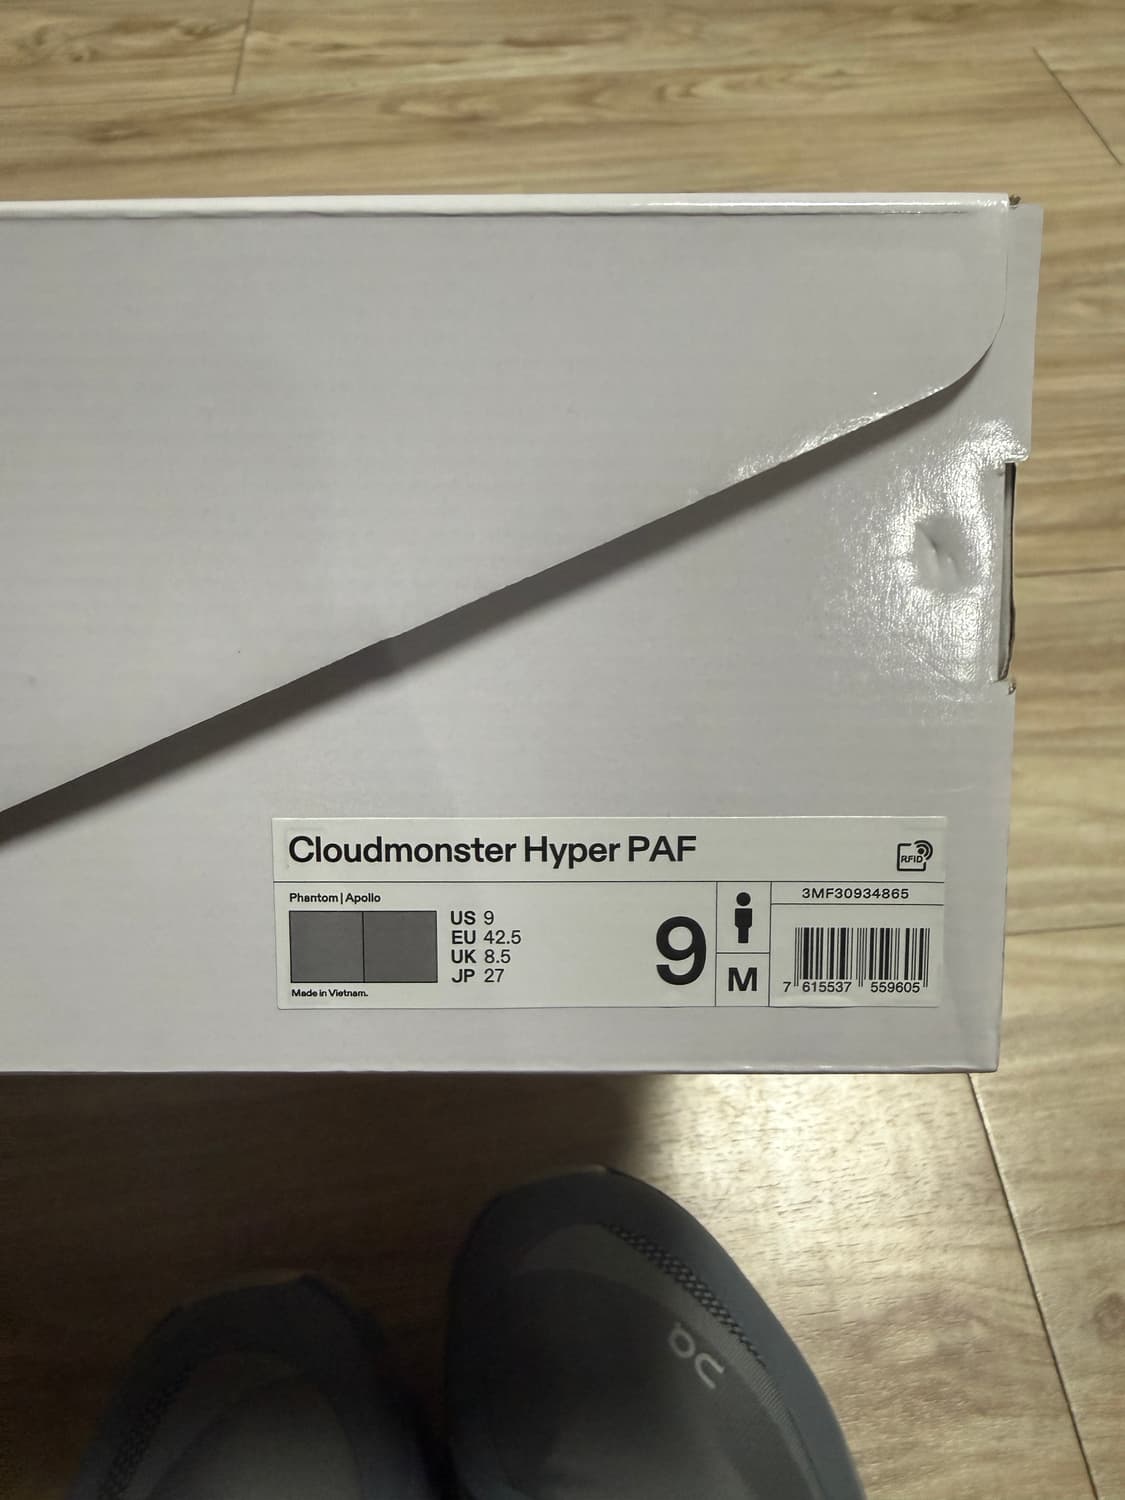 Cloudmonster Hyper PAF
RFID
Phantom | Apollo
US 9
EU 42.5
UK 8.5
JP 27
Made in Vietnam.
9
M
3MF30934865
7 615537 559605
On